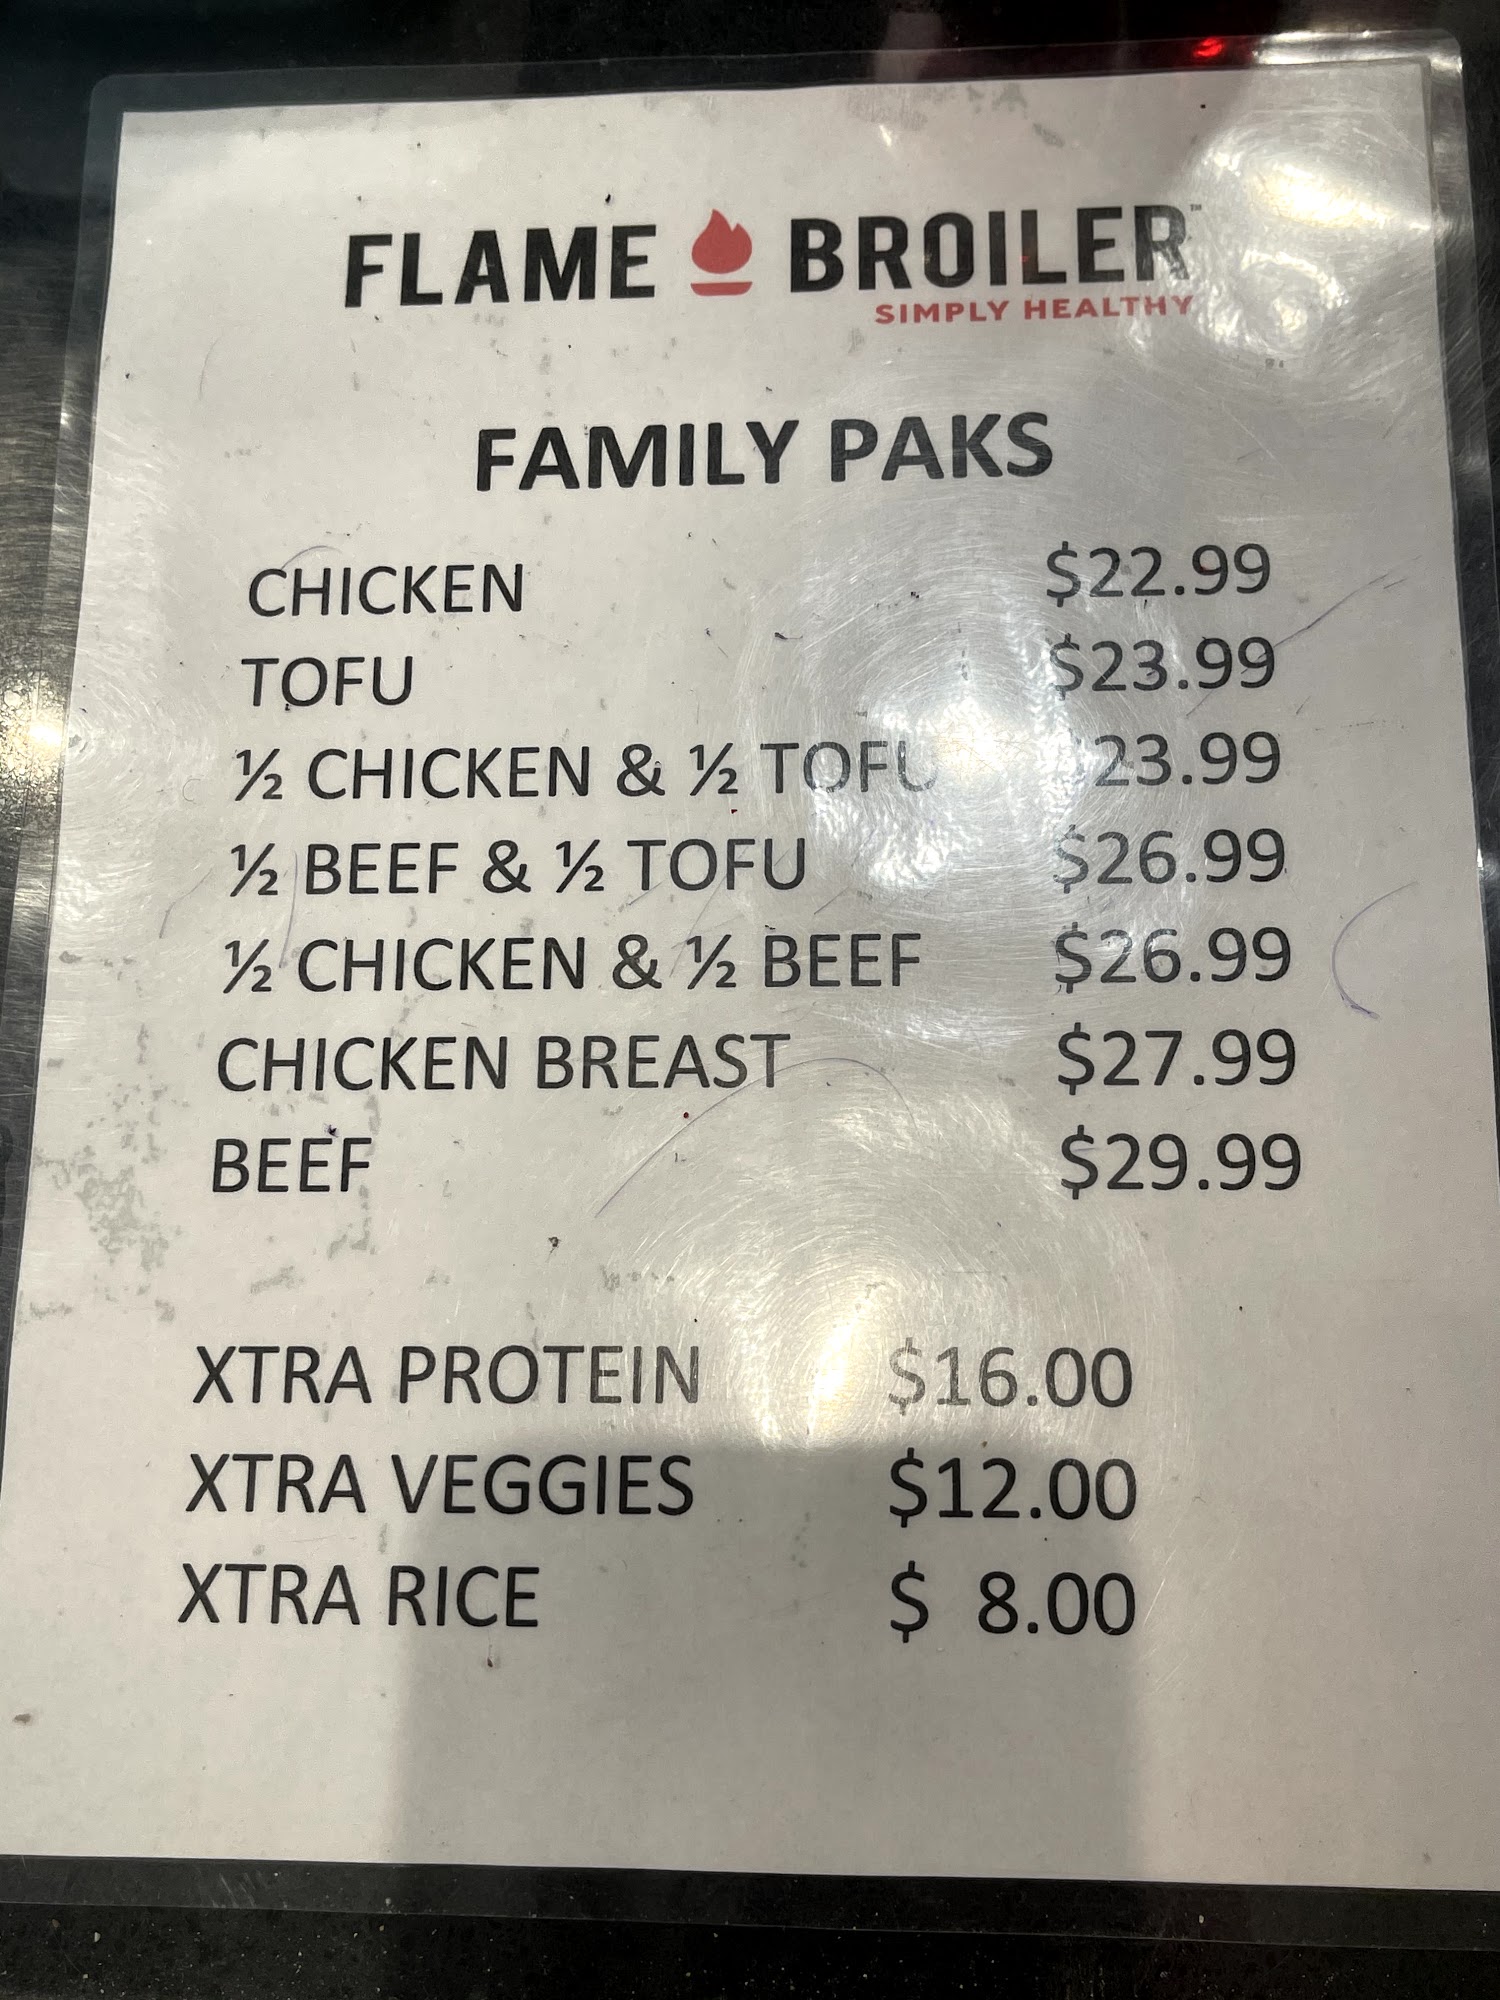 FLAME BROILER™
SIMPLY HEALTHY
FAMILY PAKS
CHICKEN $22.99
TOFU $23.99
½ CHICKEN & ½ TOFU 23.99
½ BEEF & ½ TOFU $26.99
½ CHICKEN & ½ BEEF $26.99
CHICKEN BREAST $27.99
BEEF $29.99
XTRA PROTEIN $16.00
XTRA VEGGIES $12.00
XTRA RICE $ 8.00